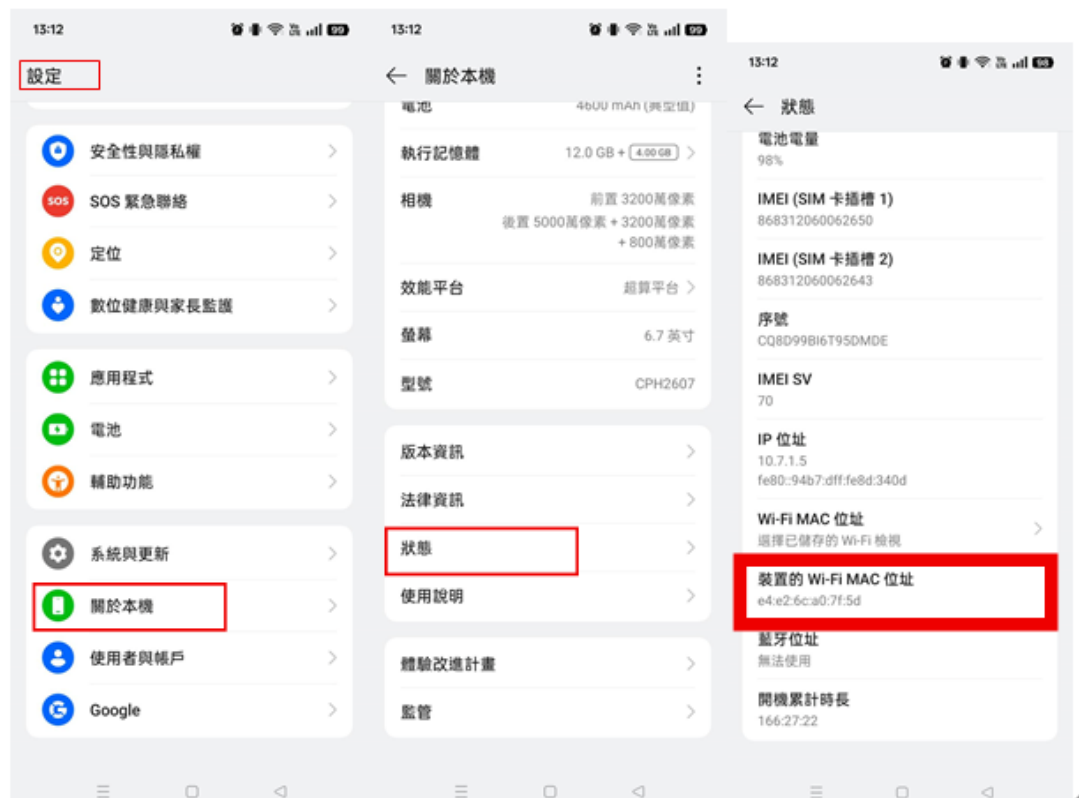 13:12
99
設定
安全性與隱私權
SOS
SOS 緊急聯絡
定位
數位健康與家長監護
應用程式
電池
輔助功能
系統與更新
關於本機
使用者與帳戶
Google
13:12
99
關於本機
電池
4600 mAh (典型值)
執行記憶體
12.0 GB + 4.00 GB
相機
前置 3200萬像素
後置 5000萬像素 + 3200萬像素
+ 800萬像素
效能平台
超算平台
螢幕
6.7 英寸
型號
CPH2607
版本資訊
法律資訊
狀態
使用說明
體驗改進計畫
監管
13:12
98
狀態
電池電量
98%
IMEI (SIM 卡插槽 1)
868312060062650
IMEI (SIM 卡插槽 2)
868312060062643
序號
CQ8D99BI6T95DMDE
IMEI SV
70
IP 位址
10.7.1.5
fe80::94b7:dff:fe8d:340d
Wi-Fi MAC 位址
選擇已儲存的 Wi-Fi 檢視
裝置的 Wi-Fi MAC 位址
e4:e2:6c:a0:7f:5d
藍牙位址
無法使用
開機累計時長
166:27:22